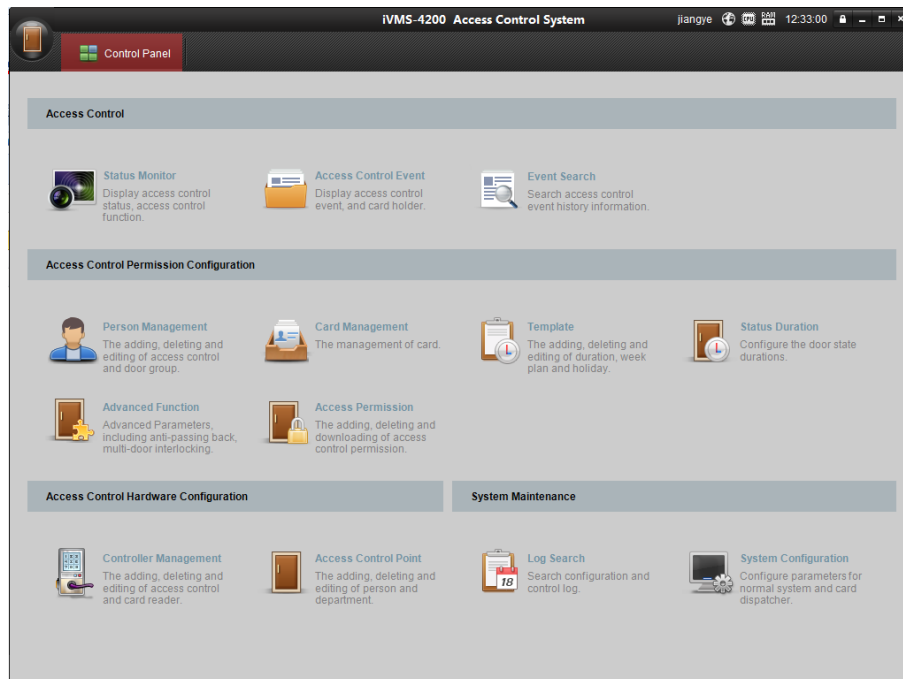 iVMS-4200 Access Control System
jiangye
CPU
RAM
12:33:00
Control Panel
Access Control
Status Monitor
Display access control
status, access control
function.
Access Control Event
Display access control
event, and card holder.
Event Search
Search access control
event history information.
Access Control Permission Configuration
Person Management
The adding, deleting and
editing of access control
and door group.
Card Management
The management of card.
Template
The adding, deleting and
editing of duration, week
plan and holiday.
Status Duration
Configure the door state
durations.
Advanced Function
Advanced Parameters,
including anti-passing back,
multi-door interlocking.
Access Permission
The adding, deleting and
downloading of access
control permission.
Access Control Hardware Configuration
System Maintenance
Controller Management
The adding, deleting and
editing of access control
and card reader.
Access Control Point
The adding, deleting and
editing of person and
department.
18
Log Search
Search configuration and
control log.
System Configuration
Configure parameters for
normal system and card
dispatcher.